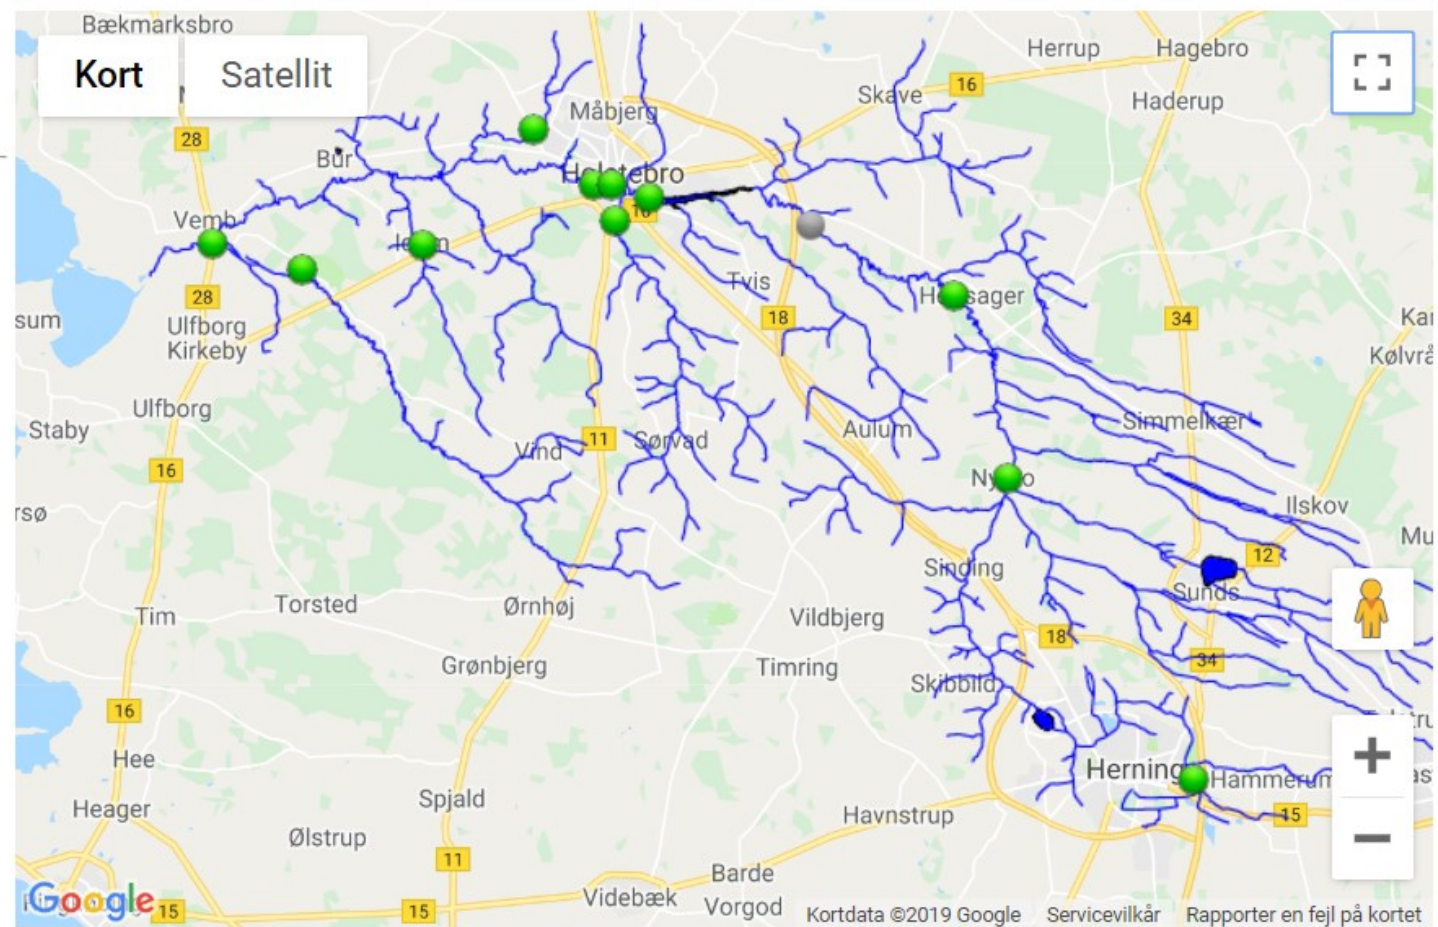 Bækmarksbro
Kort
Satellit
Herrup
Hagebro
16
Skave
Haderup
Måbjerg
28
Bur
Holstebro
Vemb
Tvis
28
18
34
sum
Ulfborg
Kirkeby
Kølvrå
Ulfborg
Simmelkær
Staby
11
Sørvad
Aulum
Vind
16
Ilskov
rsø
12
Sinding
Sunds
Torsted
Ørnhøj
Tim
Vildbjerg
18
34
Grønbjerg
Timring
Skibbild
16
Hee
Herning
Hammerum
Heager
Spjald
Havnstrup
15
Ølstrup
11
Barde
Videbæk
Vorgod
Google
15
15
Kortdata ©2019 Google
Servicevilkår
Rapporter en fejl på kortet